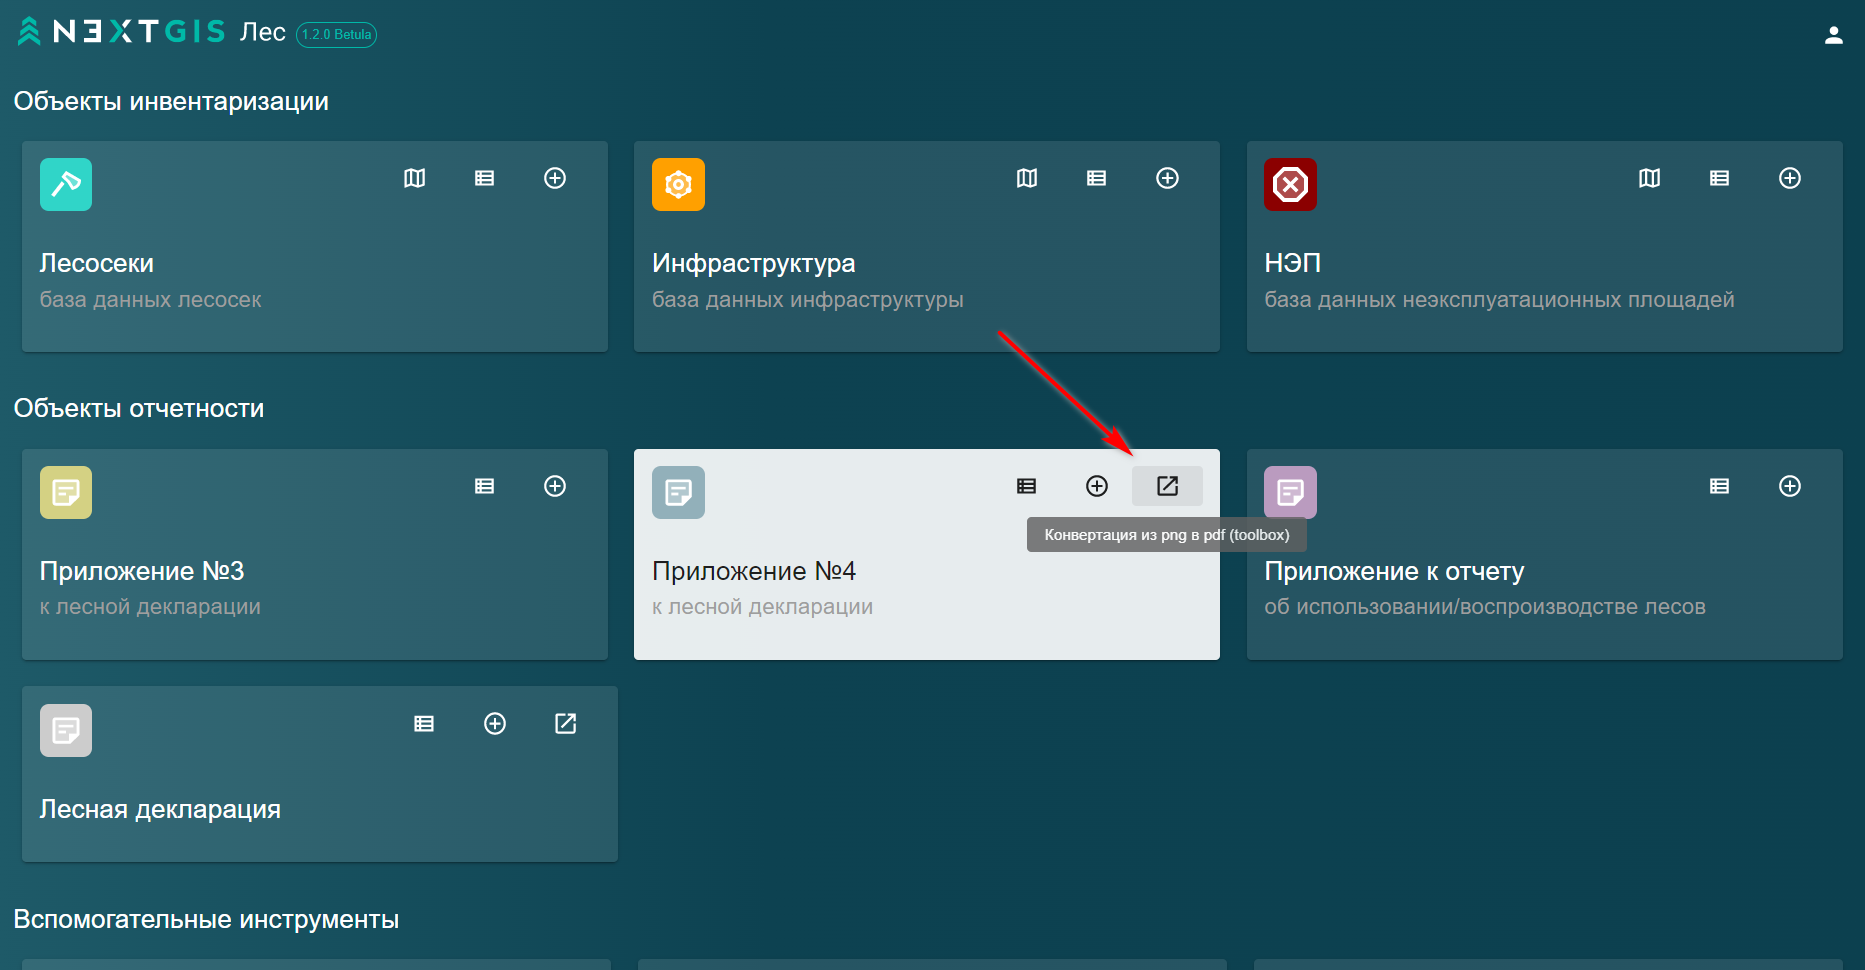 NEXTGIS Лес 1.2.0 Betula
Объекты инвентаризации
Лесосеки
база данных лесосек
Инфраструктура
база данных инфраструктуры
НЭП
база данных неэксплуатационных площадей
Объекты отчетности
Приложение №3
к лесной декларации
Конвертация из png в pdf (toolbox)
Приложение №4
к лесной декларации
Приложение к отчету
об использовании/воспроизводстве лесов
Лесная декларация
Вспомогательные инструменты